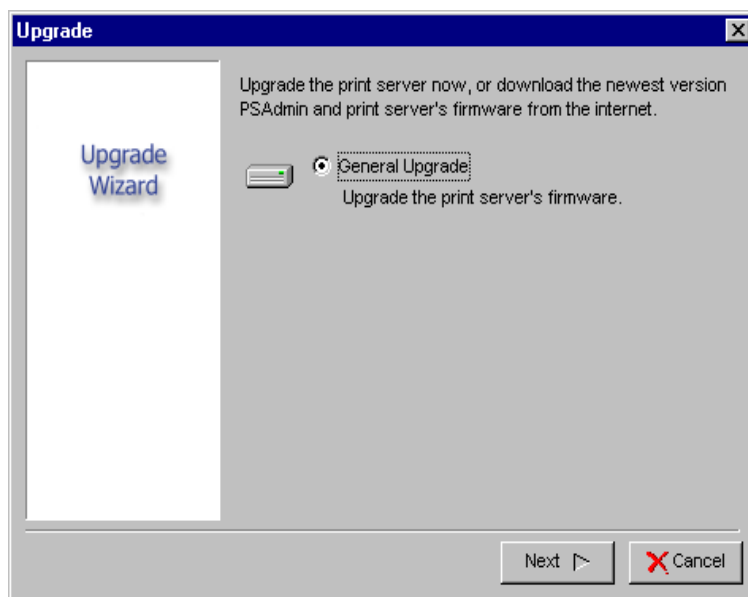 Upgrade
Upgrade the print server now, or download the newest version
PSAdmin and print server's firmware from the internet.
Upgrade
Wizard
General Upgrade
Upgrade the print server's firmware.
Next
Cancel